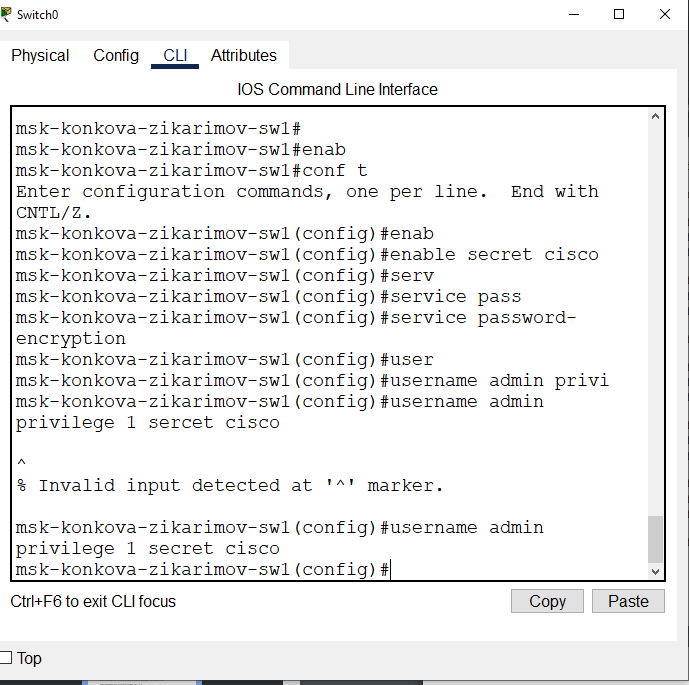 Switch0
Physical Config CLI Attributes
IOS Command Line Interface
msk-konkova-zikarimov-sw1#
msk-konkova-zikarimov-sw1#enab
msk-konkova-zikarimov-sw1#conf t
Enter configuration commands, one per line.  End with
CNTL/Z.
msk-konkova-zikarimov-sw1(config)#enab
msk-konkova-zikarimov-sw1(config)#enable secret cisco
msk-konkova-zikarimov-sw1(config)#serv
msk-konkova-zikarimov-sw1(config)#service pass
msk-konkova-zikarimov-sw1(config)#service password-
encryption
msk-konkova-zikarimov-sw1(config)#user
msk-konkova-zikarimov-sw1(config)#username admin privi
msk-konkova-zikarimov-sw1(config)#username admin
privilege 1 sercet cisco
^
% Invalid input detected at '^' marker.
msk-konkova-zikarimov-sw1(config)#username admin
privilege 1 secret cisco
msk-konkova-zikarimov-sw1(config)#
Ctrl+F6 to exit CLI focus
Copy Paste
Top